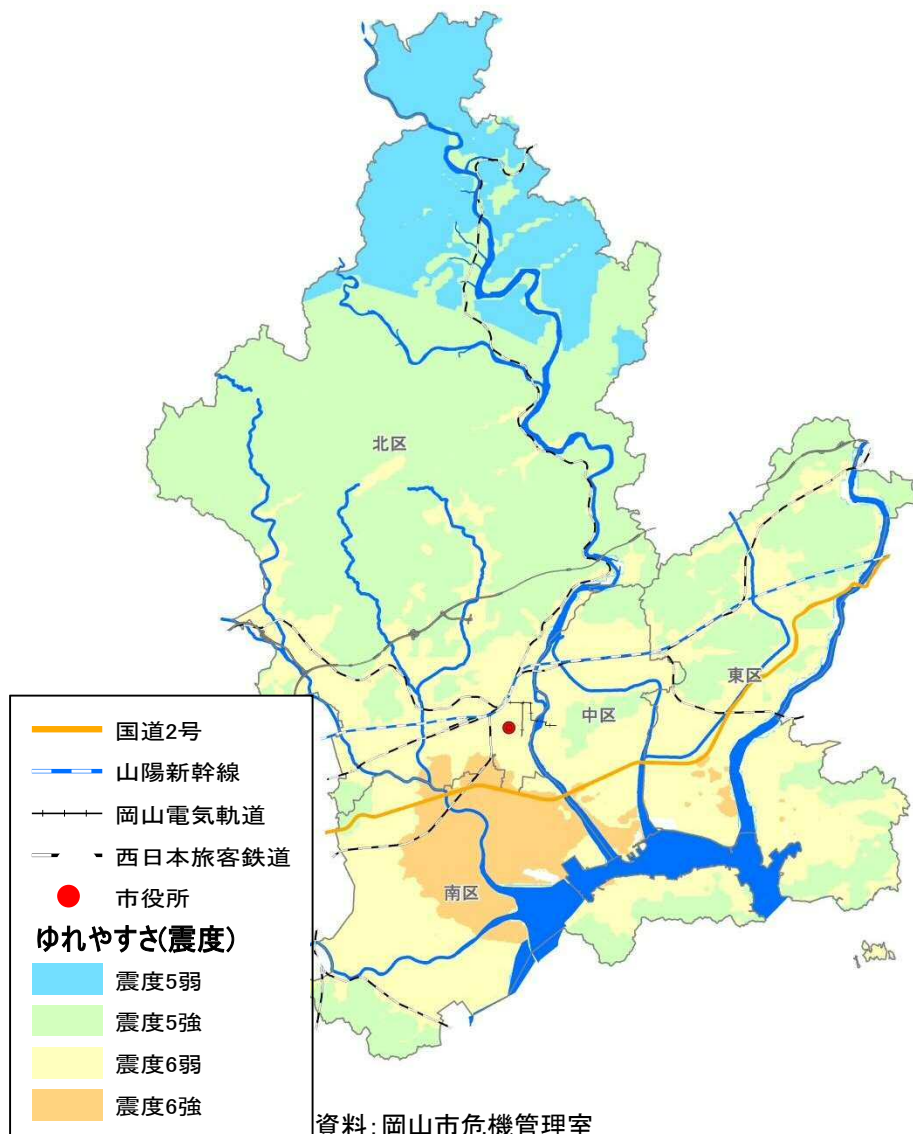 北区
東区
中区
南区
国道2号
山陽新幹線
岡山電気軌道
西日本旅客鉄道
市役所
ゆれやすさ(震度)
震度5弱
震度5強
震度6弱
震度6強
資料:岡山市危機管理室